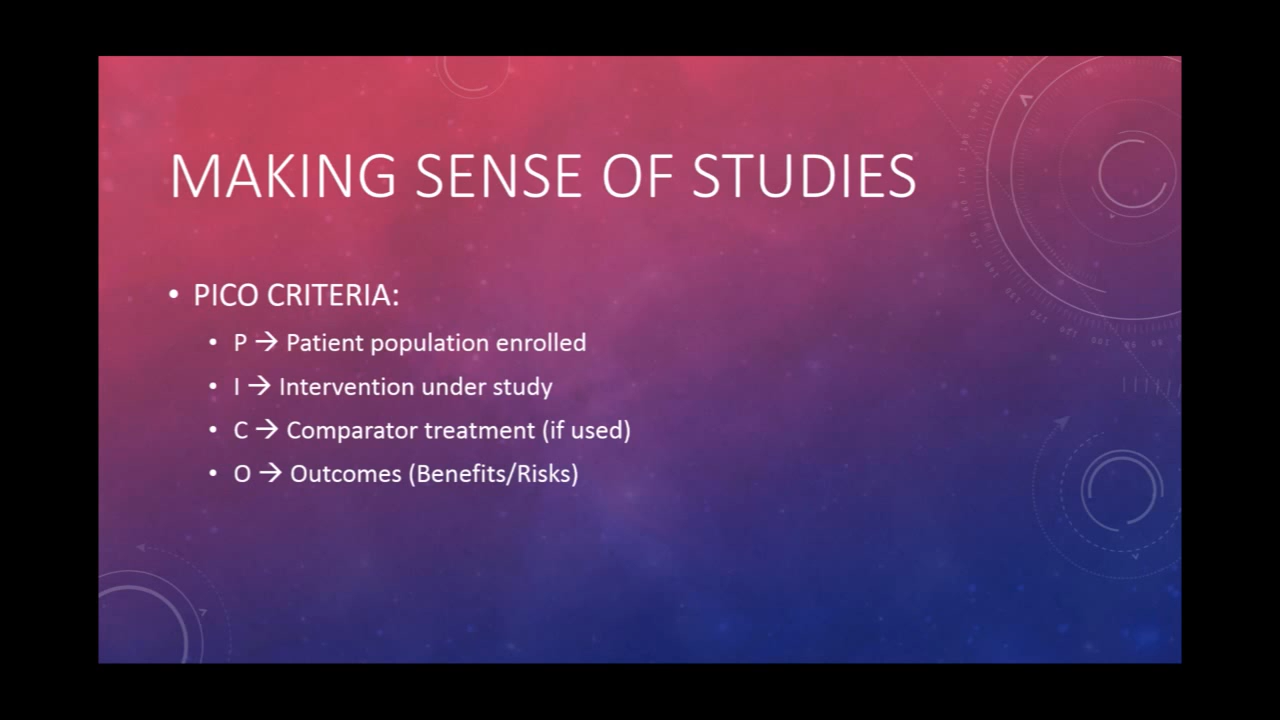 MAKING SENSE OF STUDIES
• PICO CRITERIA:
• P → Patient population enrolled
• I → Intervention under study
• C → Comparator treatment (if used)
• O → Outcomes (Benefits/Risks)